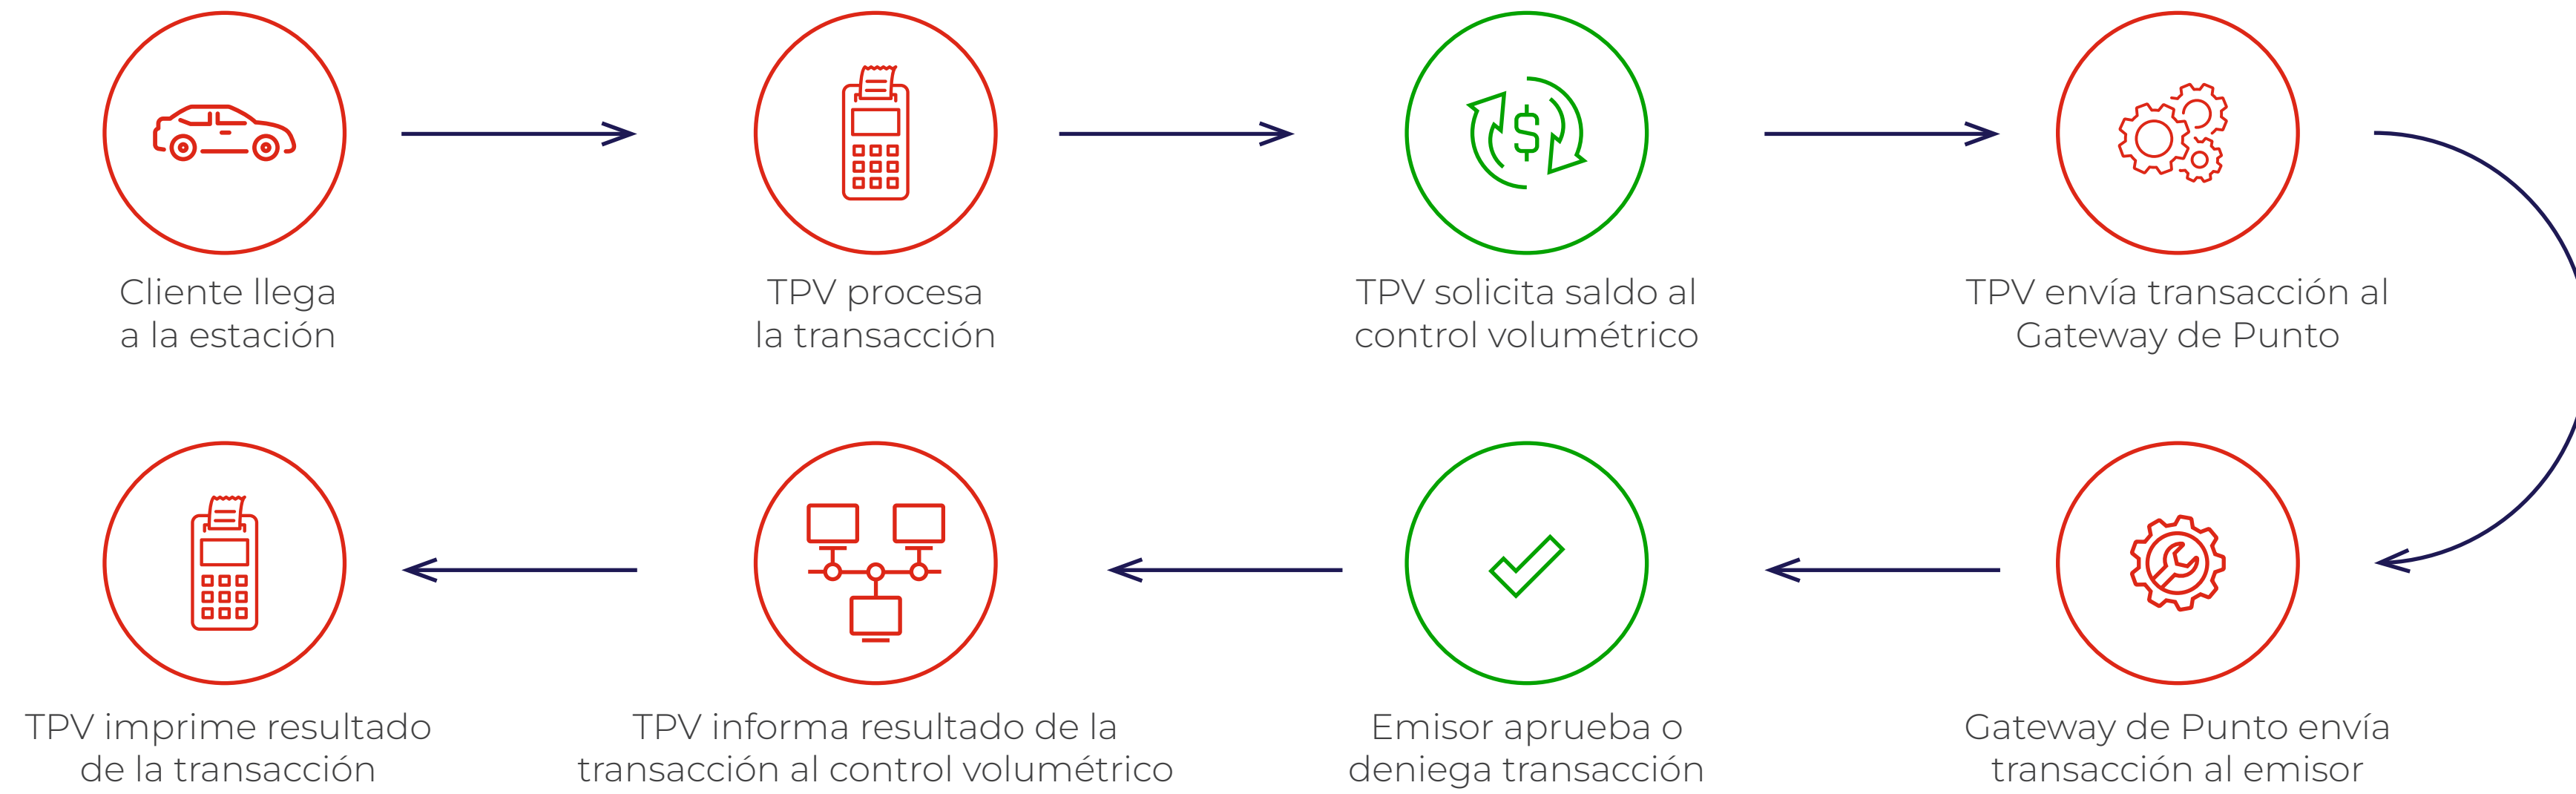 Cliente llega
a la estación
TPV procesa
la transacción
TPV solicita saldo al
control volumétrico
TPV envía transacción al
Gateway de Punto
Gateway de Punto envía
transacción al emisor
Emisor aprueba o
deniega transacción
TPV informa resultado de la
transacción al control volumétrico
TPV imprime resultado
de la transacción